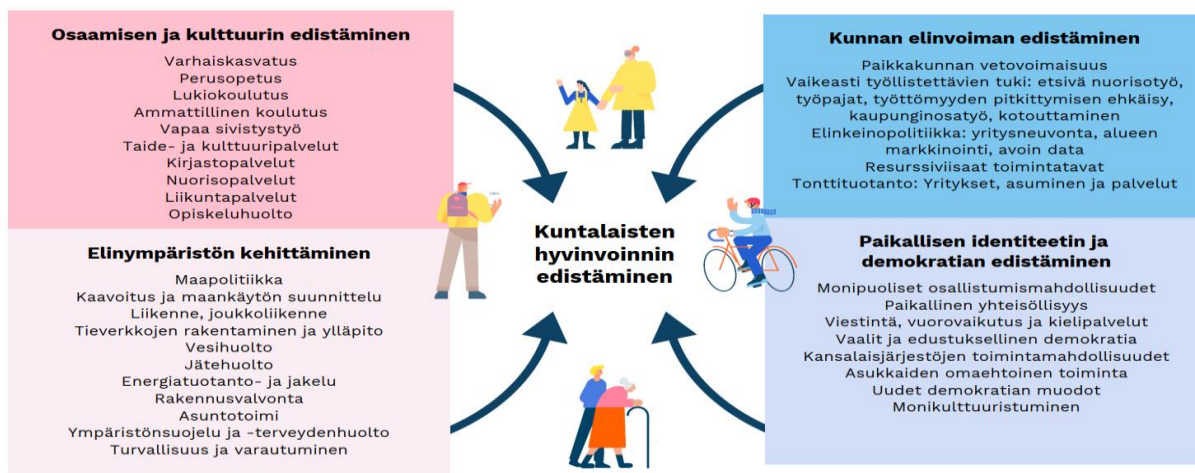 Osaamisen ja kulttuurin edistäminen
Varhaiskasvatus
Perusopetus
Lukiokoulutus
Ammattillinen koulutus
Vapaa sivistystyö
Taide- ja kulttuuripalvelut
Kirjastopalvelut
Nuorisopalvelut
Liikuntapalvelut
Opiskeluhuolto
Elinympäristön kehittäminen
Maapolitiikka
Kaavoitus ja maankäytön suunnittelu
Liikenne, joukkoliikenne
Tieverkkojen rakentaminen ja ylläpito
Vesihuolto
Jätehuolto
Energiatuotanto- ja jakelu
Rakennusvalvonta
Asuntotoimi
Ympäristönsuojelu ja -terveydenhuolto
Turvallisuus ja varautuminen
Kuntalaisten
hyvinvoinnin
edistäminen
Kunnan elinvoiman edistäminen
Paikkakunnan vetovoimaisuus
Vaikeasti työllistettävien tuki: etsivä nuorisotyö,
työpajat, työttömyyden pitkittymisen ehkäisy,
kaupunginosatyö, kotouttaminen
Elinkeinopolitiikka: yritysneuvonta, alueen
markkinointi, avoin data
Resurssiviisaat toimintatavat
Tonttituotanto: Yritykset, asuminen ja palvelut
Paikallisen identiteetin ja
demokratian edistäminen
Monipuoliset osallistumismahdollisuudet
Paikallinen yhteisöllisyys
Viestintä, vuorovaikutus ja kielipalvelut
Vaalit ja edustuksellinen demokratia
Kansalaisjärjestöjen toimintamahdollisuudet
Asukkaiden omaehtoinen toiminta
Uudet demokratian muodot
Monikulttuuristuminen